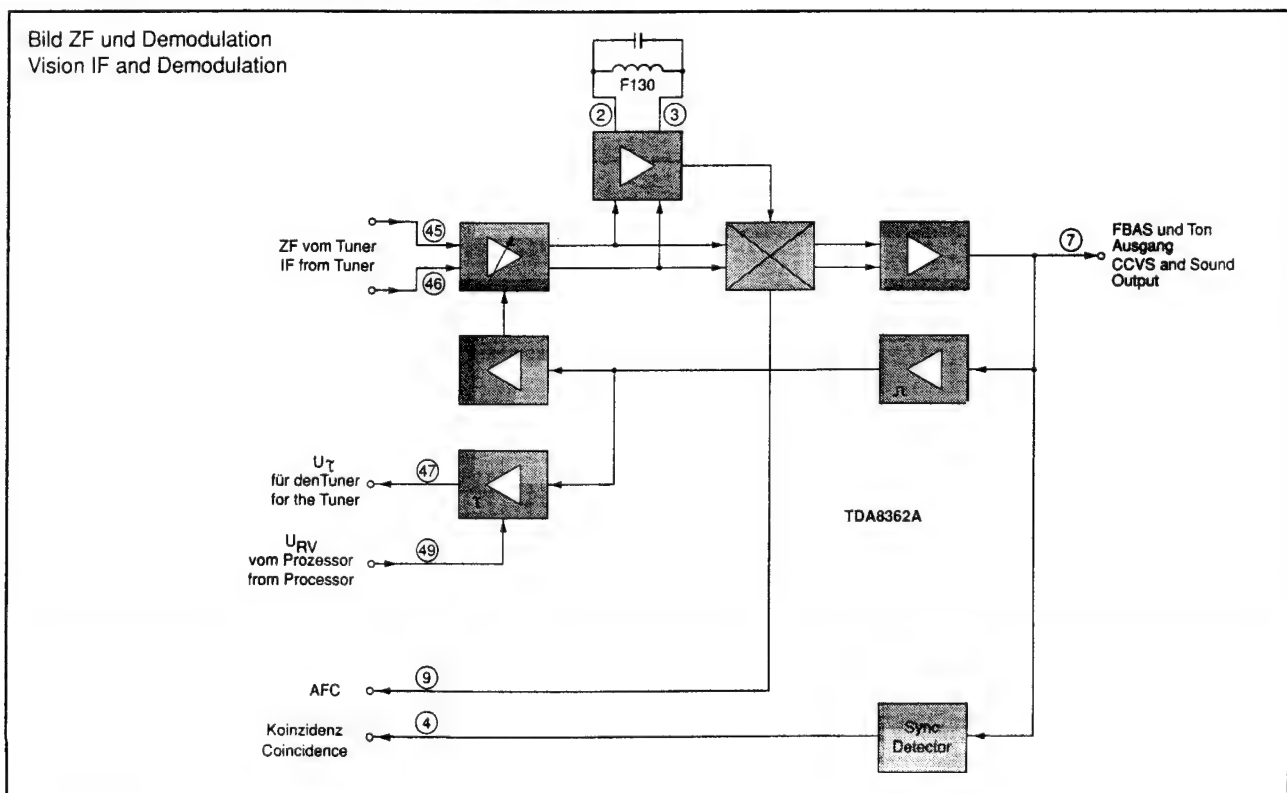 Bild ZF und Demodulation
Vision IF and Demodulation
F130
2
3
45
ZF vom Tuner
IF from Tuner
46
7
FBAS und Ton
Ausgang
CCVS and Sound
Output
Uτ
für denTuner
for the Tuner
47
τ
TDA8362A
URV
vom Prozessor
from Processor
49
AFC
9
Koinzidenz
Coincidence
4
Sync
Detector